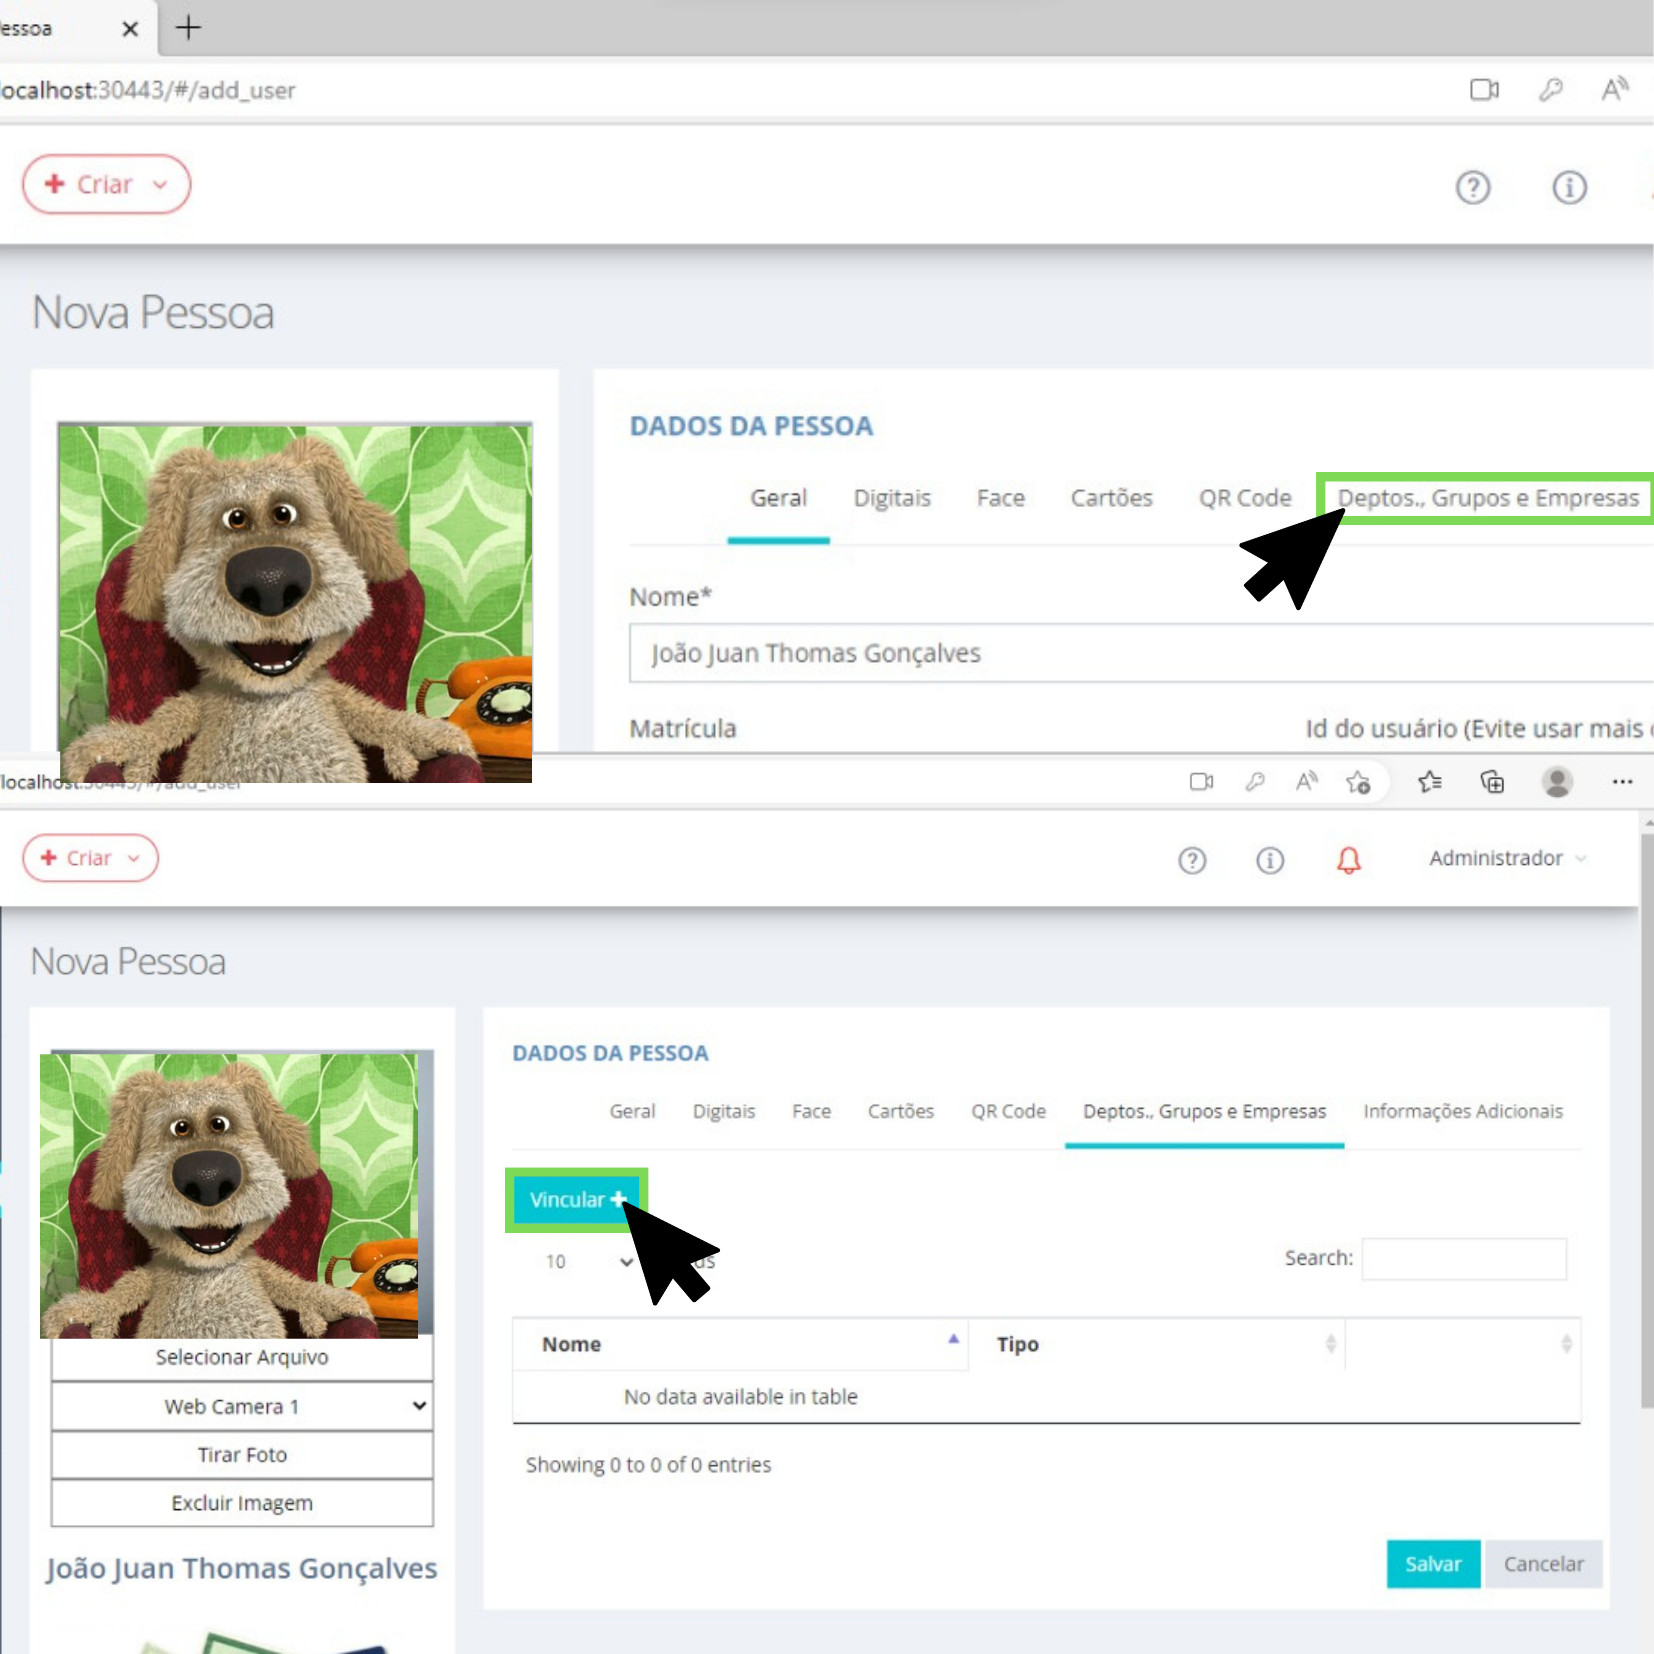 essoa
localhost:30443/#/add_user
Criar
Nova Pessoa
DADOS DA PESSOA
Geral Digitais Face Cartões QR Code Deptos., Grupos e Empresas
Nome*
João Juan Thomas Gonçalves
Matrícula Id do usuário (Evite usar mais
localhost:30443/#/add_user
Criar Administrador
Nova Pessoa
DADOS DA PESSOA
Geral Digitais Face Cartões QR Code Deptos., Grupos e Empresas Informações Adicionais
Vincular
10 Search:
Nome Tipo
No data available in table
Showing 0 to 0 of 0 entries
Selecionar Arquivo
Web Camera 1
Tirar Foto
Excluir Imagem
João Juan Thomas Gonçalves
Salvar Cancelar